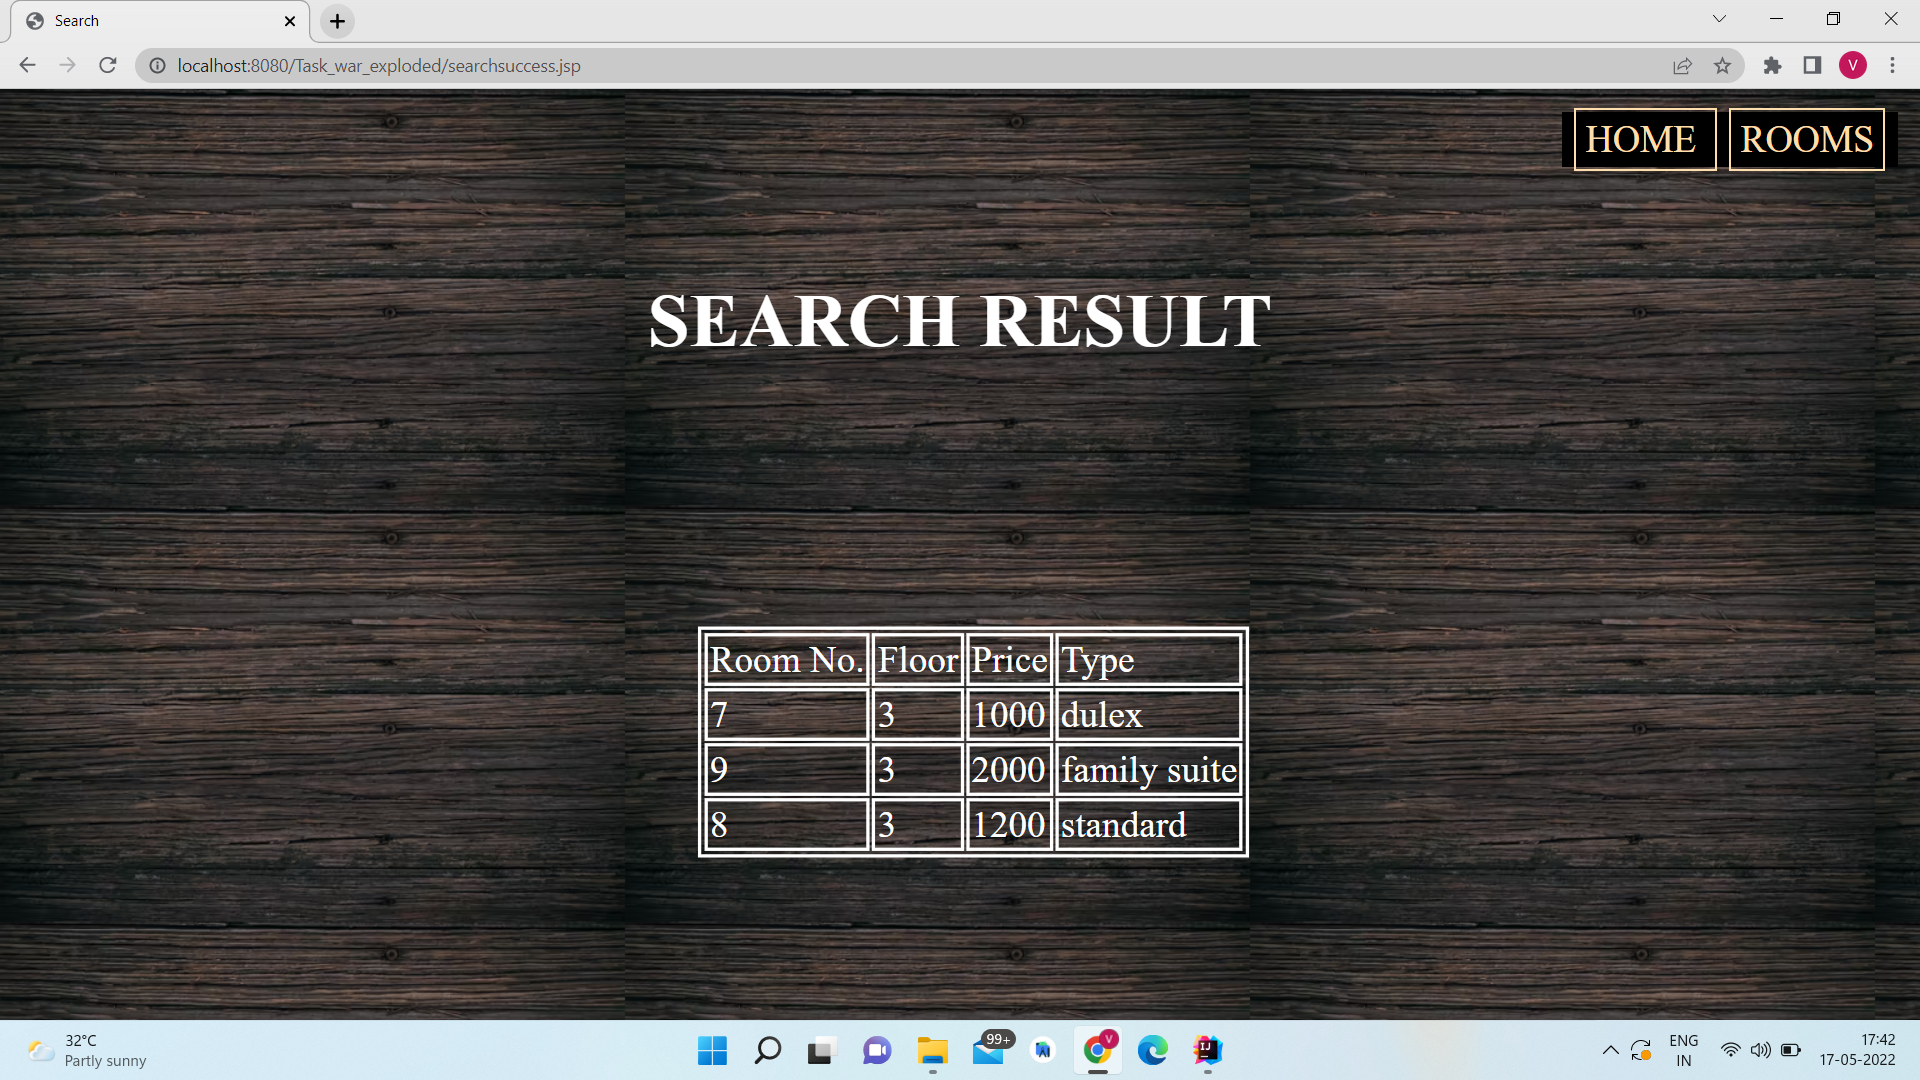 Search
localhost:8080/Task_war_exploded/searchsuccess.jsp
V
HOME ROOMS
SEARCH RESULT
Room No. Floor Price Type
7 3 1000 dulex
9 3 2000 family suite
8 3 1200 standard
32°C
Partly sunny
99+
V
IJ
ENG
IN
17:42
17-05-2022